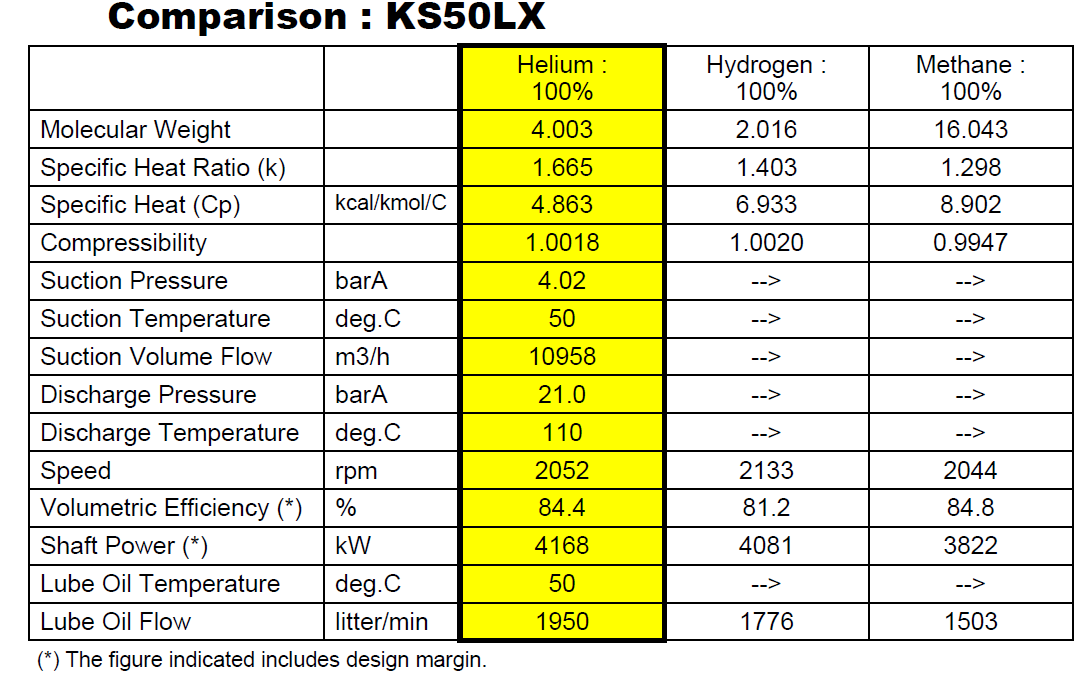 Comparison : KS50LX
Helium : Hydrogen : Methane :
100% 100% 100%
Molecular Weight 4.003 2.016 16.043
Specific Heat Ratio (k) 1.665 1.403 1.298
Specific Heat (Cp) kcal/kmol/C 4.863 6.933 8.902
Compressibility 1.0018 1.0020 0.9947
Suction Pressure barA 4.02 --> -->
Suction Temperature deg.C 50 --> -->
Suction Volume Flow m3/h 10958 --> -->
Discharge Pressure barA 21.0 --> -->
Discharge Temperature deg.C 110 --> -->
Speed rpm 2052 2133 2044
Volumetric Efficiency (*) % 84.4 81.2 84.8
Shaft Power (*) kW 4168 4081 3822
Lube Oil Temperature deg.C 50 --> -->
Lube Oil Flow litter/min 1950 1776 1503
(*) The figure indicated includes design margin.